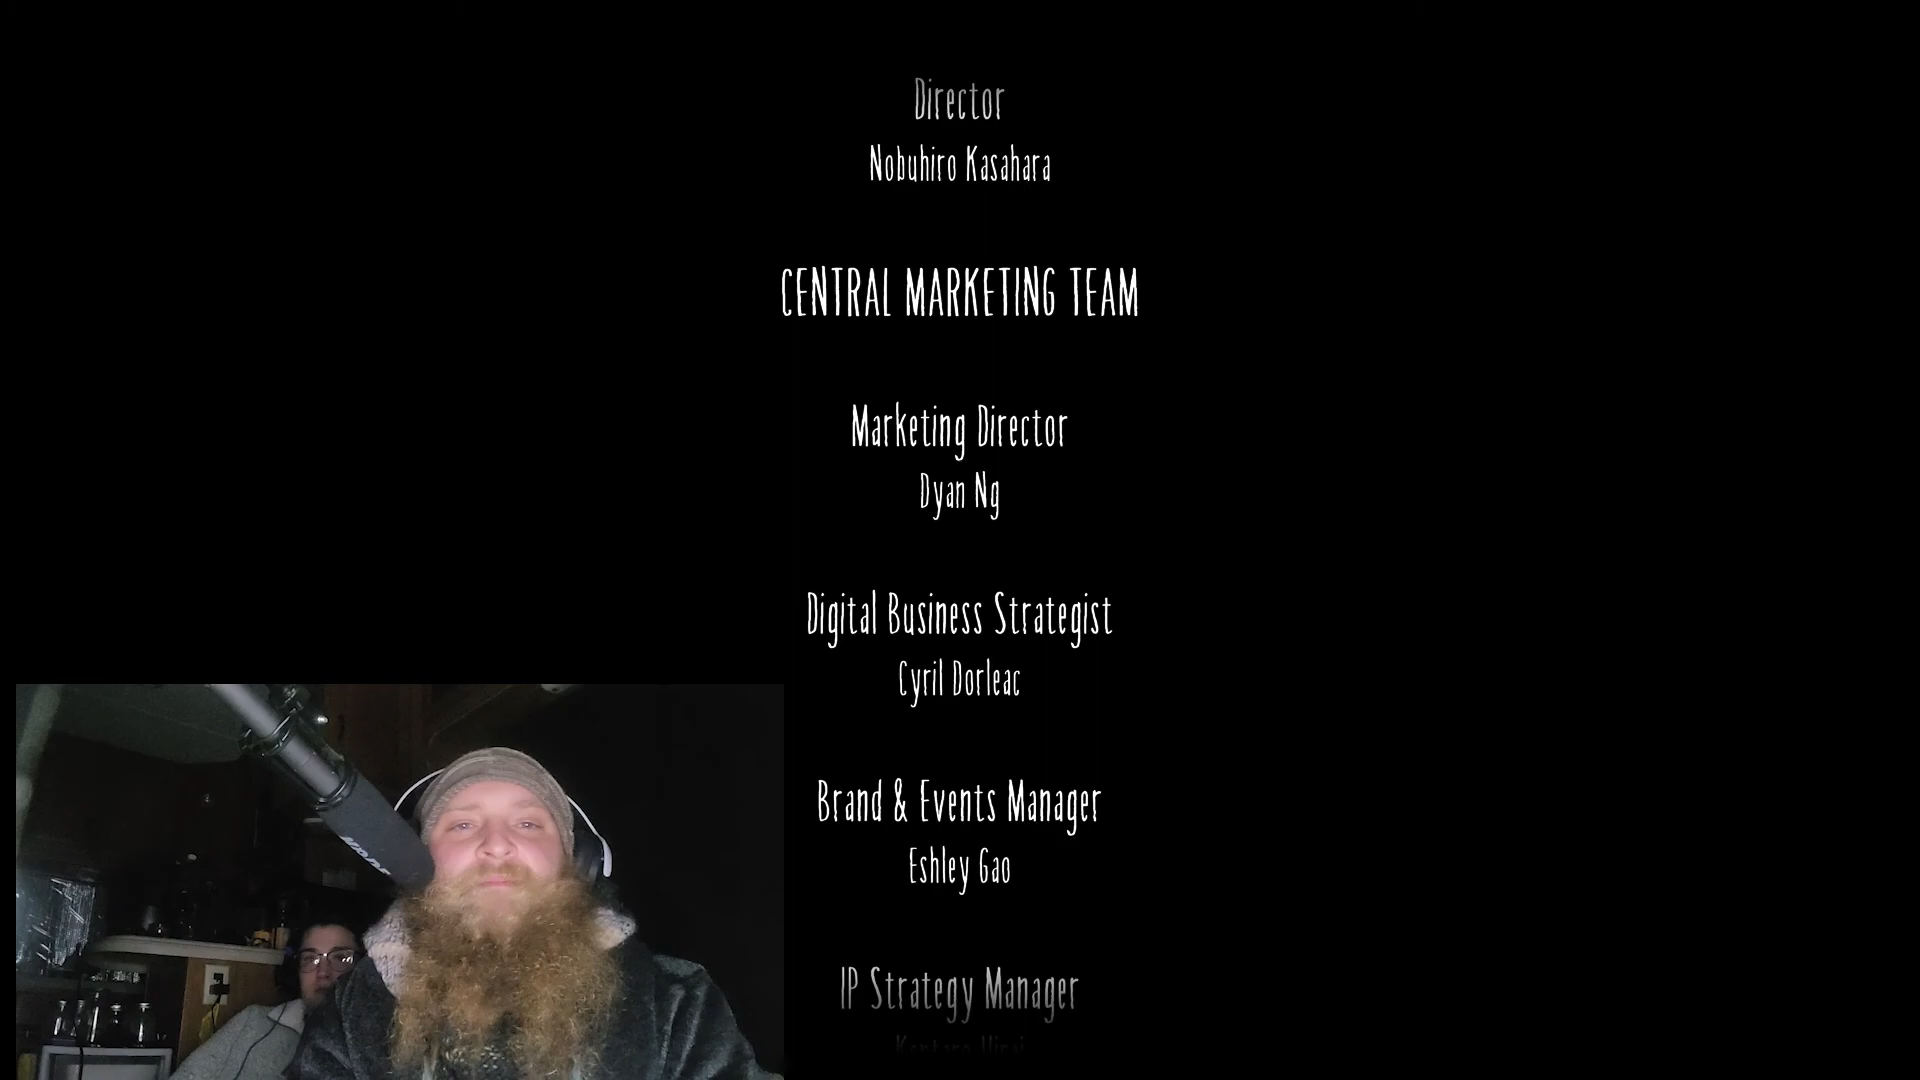 Director
Nobuhiro Kasahara
CENTRAL MARKETING TEAM
Marketing Director
Dyan Ng
Digital Business Strategist
Cyril Dorleac
Brand & Events Manager
Eshley Gao
IP Strategy Manager